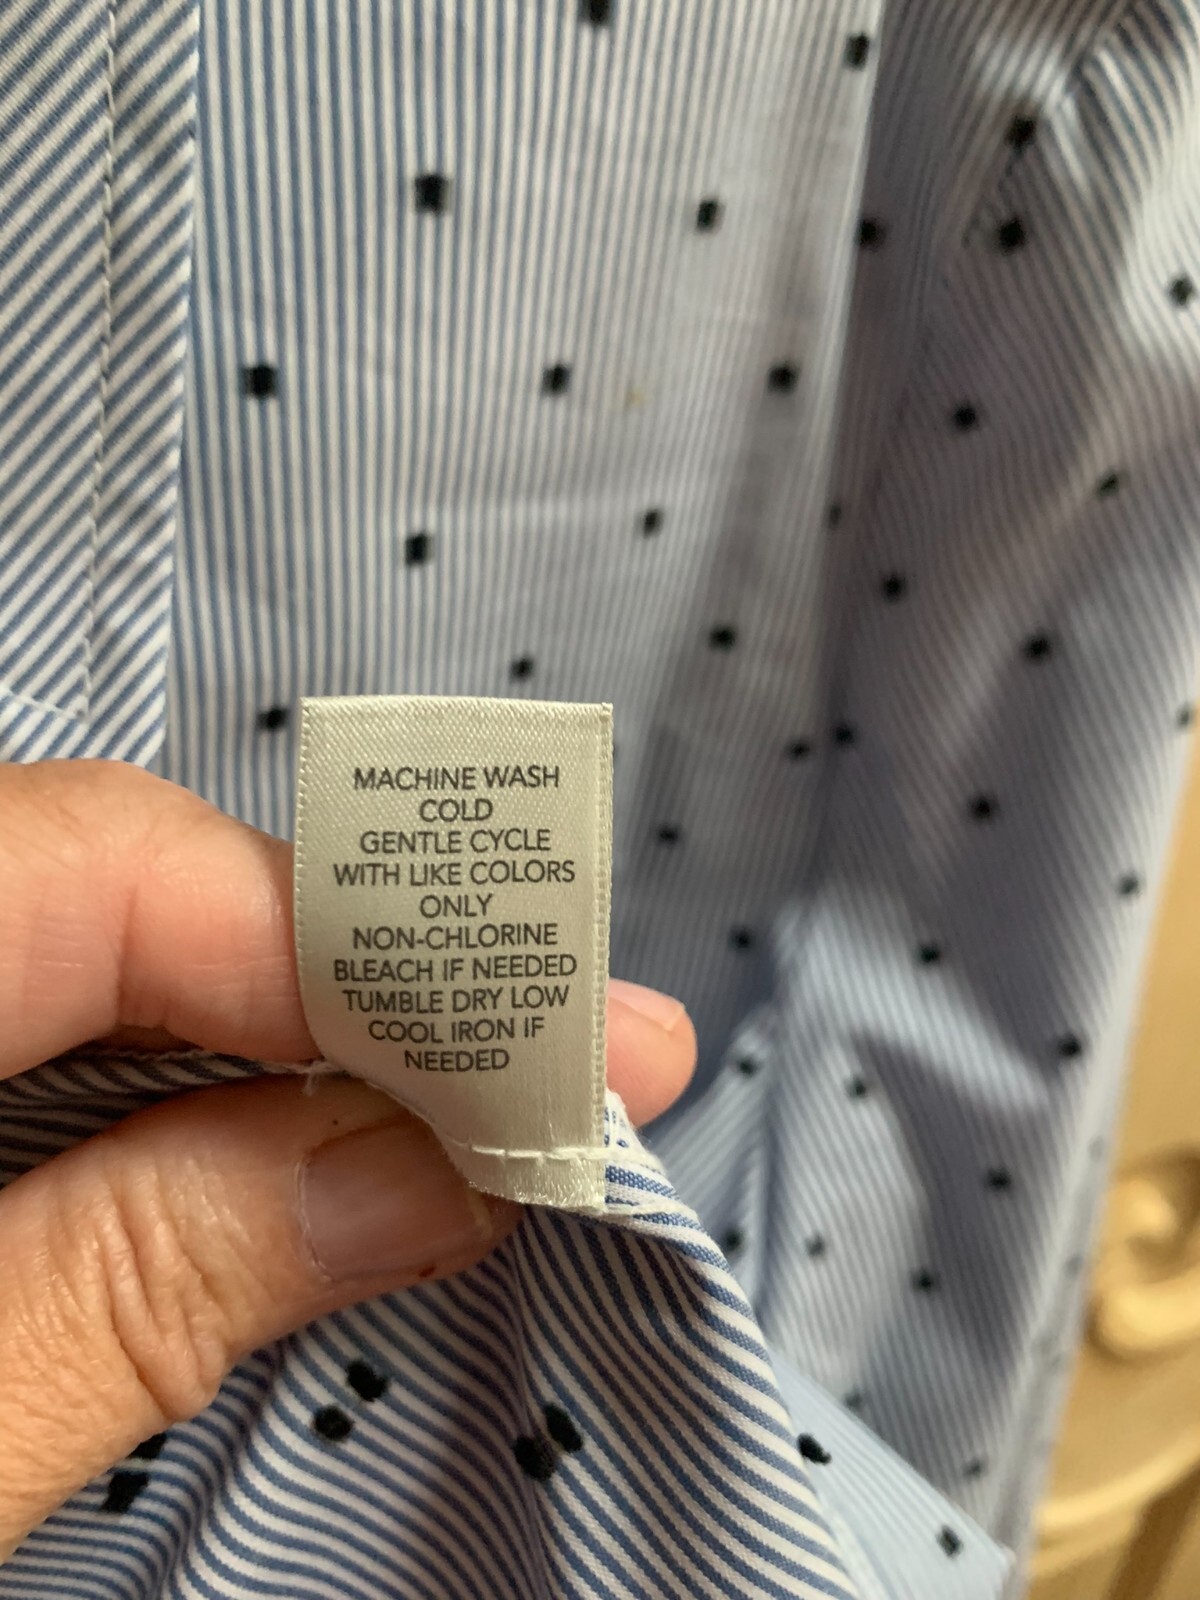 MACHINE WASH
COLD
GENTLE CYCLE
WITH LIKE COLORS
ONLY
NON-CHLORINE
BLEACH IF NEEDED
TUMBLE DRY LOW
COOL IRON IF
NEEDED